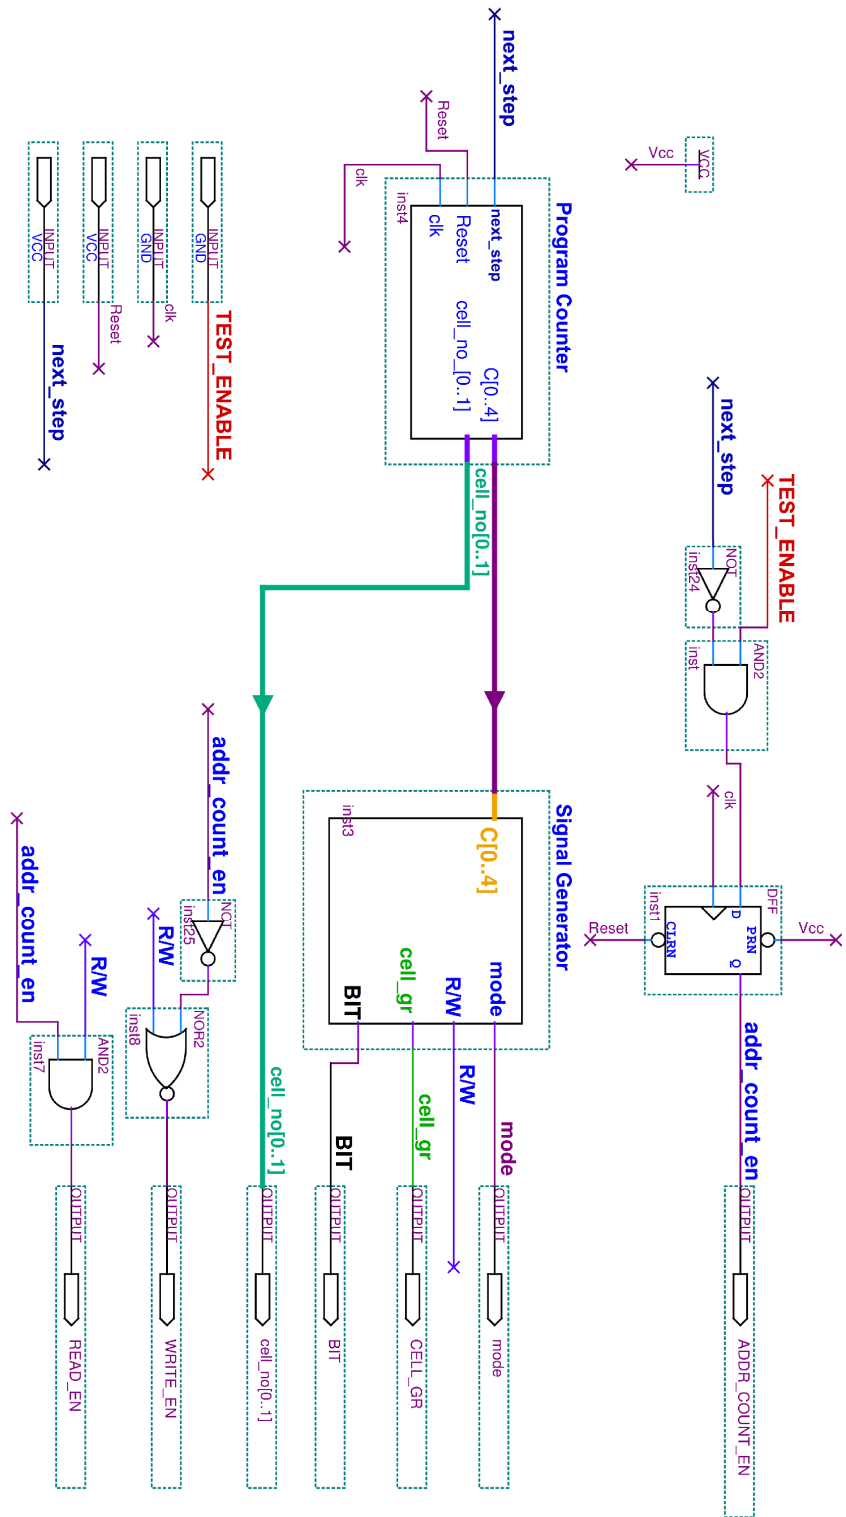 VCC
Vcc
next_step
TEST_ENABLE
NOT
inst24
AND2
inst
clk
DFF
D
PRN
Q
CLRN
inst1
Vcc
Reset
addr_count_en
OUTPUT
ADDR_COUNT_EN
next_step
Reset
clk
Program Counter
next_step
Reset
clk
C[0..4]
cell_no_[0..1]
inst4
cell_no[0..1]
Signal Generator
C[0..4]
mode
R/W
cell_gr
BIT
inst3
mode
OUTPUT
mode
R/W
cell_gr
OUTPUT
CELL_GR
BIT
OUTPUT
BIT
cell_no[0..1]
OUTPUT
cell_no[0..1]
INPUT
GND
TEST_ENABLE
INPUT
GND
clk
INPUT
VCC
Reset
INPUT
VCC
next_step
addr_count_en
NOT
inst25
R/W
NOR2
inst8
OUTPUT
WRITE_EN
addr_count_en
R/W
AND2
inst7
OUTPUT
READ_EN